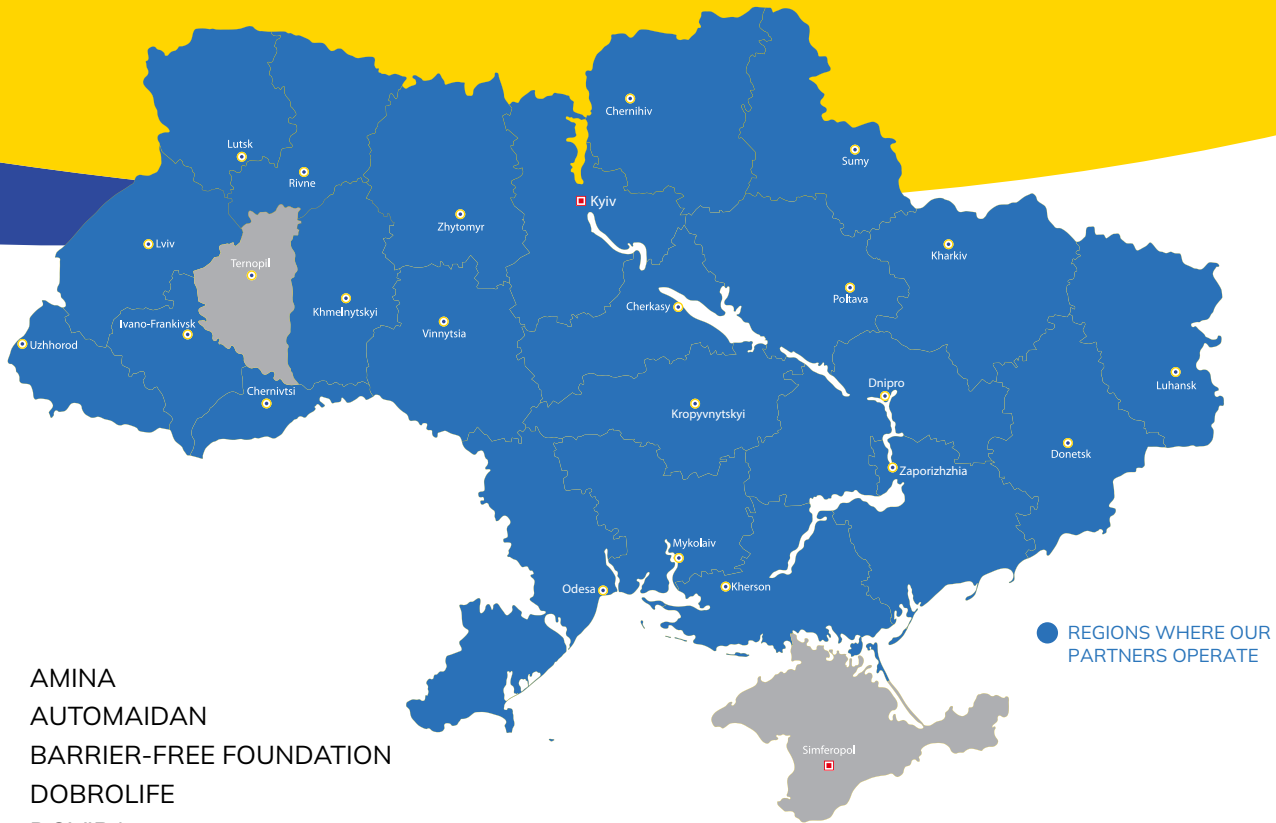 Chernihiv
Sumy
Lutsk
Rivne
Kyiv
Zhytomyr
Lviv
Kharkiv
Ternopil
Khmelnytskyi
Poltava
Cherkasy
Ivano-Frankivsk
Vinnytsia
Uzhhorod
Luhansk
Dnipro
Chernivtsi
Kropyvnytskyi
Donetsk
Zaporizhzhia
Mykolaiv
Odesa
Kherson
REGIONS WHERE OUR
PARTNERS OPERATE
Simferopol
AMINA
AUTOMAIDAN
BARRIER-FREE FOUNDATION
DOBROLIFE